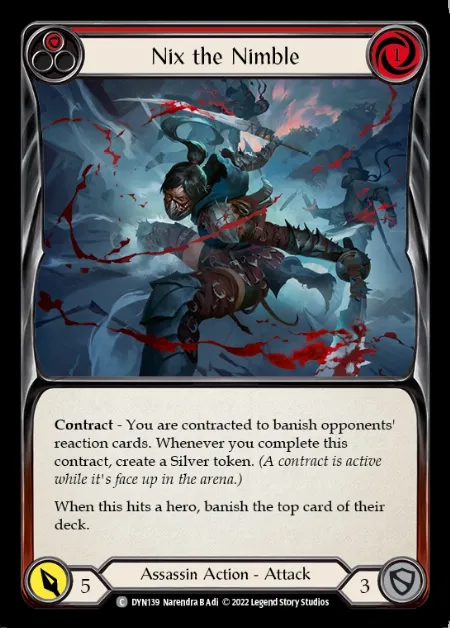 Nix the Nimble
1
Contract - You are contracted to banish opponents'
reaction cards. Whenever you complete this
contract, create a Silver token. (A contract is active
while it's face up in the arena.)
When this hits a hero, banish the top card of their
deck.
5
Assassin Action - Attack
3
C DYN139 Narendra B Adi © 2022 Legend Story Studios